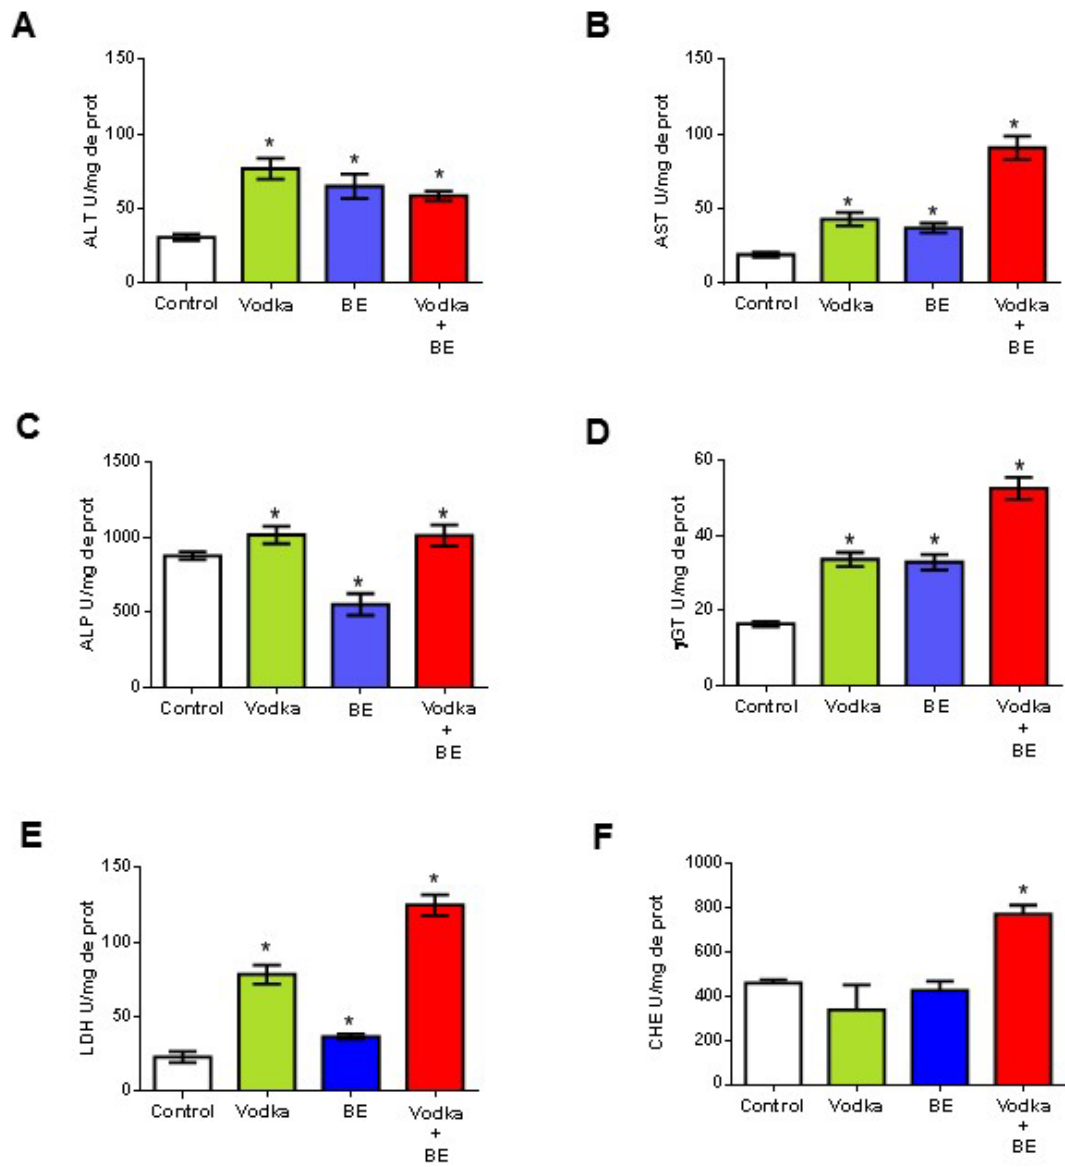 A
ALT U/mg de prot
150
100
50
0
*
*
*
Control
Vodka
BE
Vodka
+
BE
B
AST U/mg de prot
150
100
50
0
*
*
*
Control
Vodka
BE
Vodka
+
BE
C
ALP U/mg de prot
1500
1000
500
0
*
*
*
Control
Vodka
BE
Vodka
+
BE
D
γGT U/mg de prot
60
40
20
0
*
*
*
Control
Vodka
BE
Vodka
+
BE
E
LDH U/mg de prot
150
100
50
0
*
*
*
Control
Vodka
BE
Vodka
+
BE
F
CHE U/mg de prot
1000
800
600
400
200
0
*
Control
Vodka
BE
Vodka
+
BE